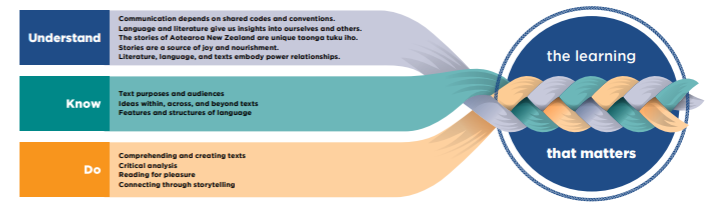 Understand
Communication depends on shared codes and conventions.
Language and literature give us insights into ourselves and others.
The stories of Aotearoa New Zealand are unique taonga tuku iho.
Stories are a source of joy and nourishment.
Literature, language, and texts embody power relationships.
Know
Text purposes and audiences
Ideas within, across, and beyond texts
Features and structures of language
Do
Comprehending and creating texts
Critical analysis
Reading for pleasure
Connecting through storytelling
the learning
that matters